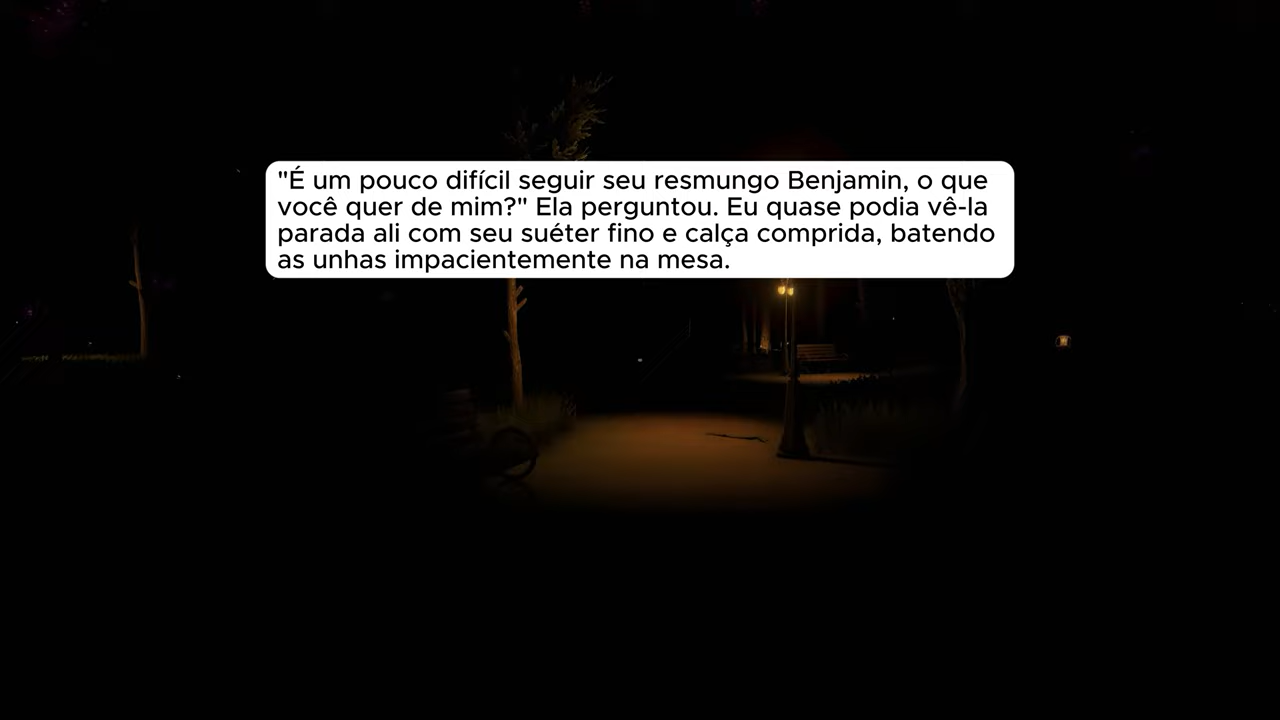 "É um pouco difícil seguir seu resmungo Benjamin, o que
você quer de mim?" Ela perguntou. Eu quase podia vê-la
parada ali com seu suéter fino e calça comprida, batendo
as unhas impacientemente na mesa.